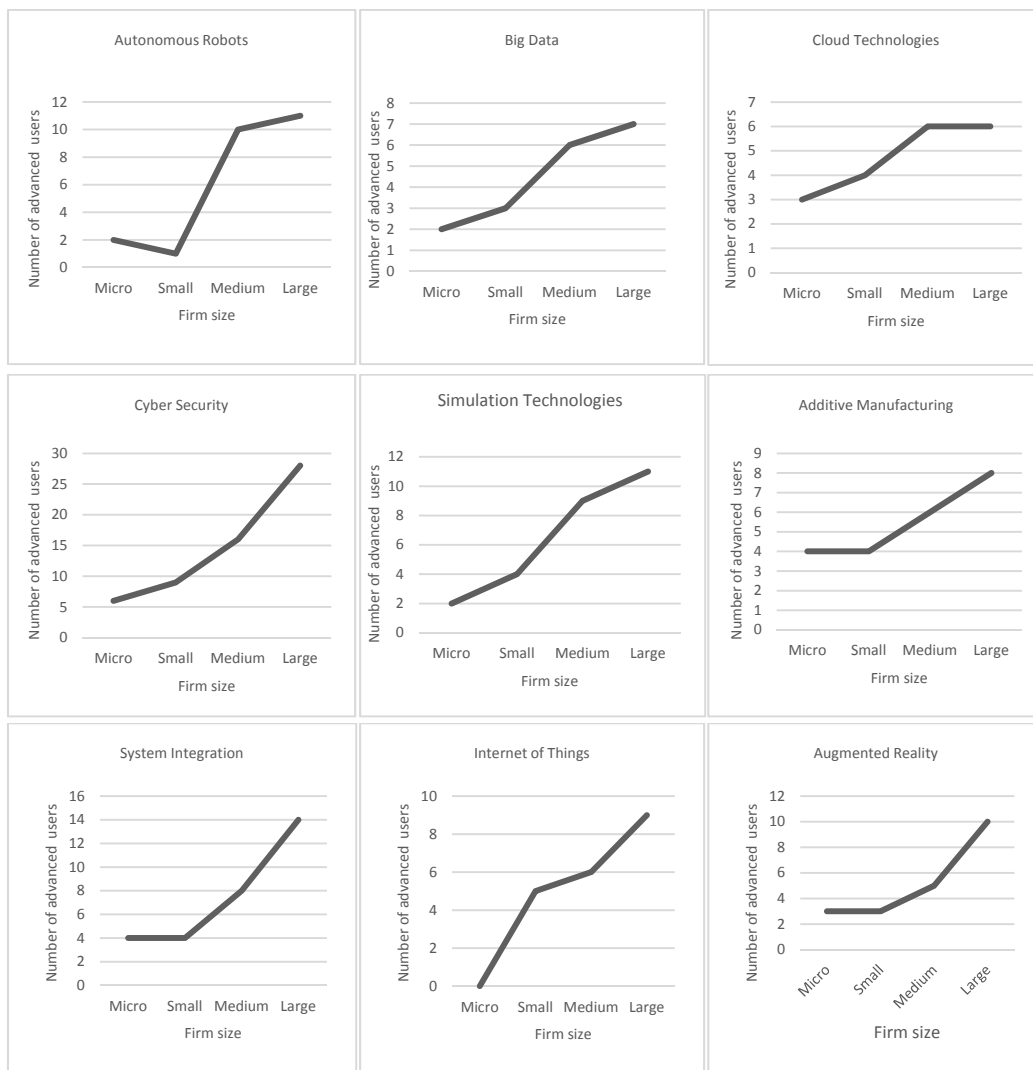 Autonomous Robots
Number of advanced users
12
10
8
6
4
2
0
Micro Small Medium Large
Firm size
Big Data
Number of advanced users
8
7
6
5
4
3
2
1
0
Micro Small Medium Large
Firm size
Cloud Technologies
Number of advanced users
7
6
5
4
3
2
1
0
Micro Small Medium Large
Firm size
Cyber Security
Number of advanced users
30
25
20
15
10
5
0
Micro Small Medium Large
Firm size
Simulation Technologies
Number of advanced users
12
10
8
6
4
2
0
Micro Small Medium Large
Firm size
Additive Manufacturing
Number of advanced users
9
8
7
6
5
4
3
2
1
0
Micro Small Medium Large
Firm size
System Integration
Number of advanced users
16
14
12
10
8
6
4
2
0
Micro Small Medium Large
Firm size
Internet of Things
Number of advanced users
10
8
6
4
2
0
Micro Small Medium Large
Firm size
Augmented Reality
Number of advanced users
12
10
8
6
4
2
0
Micro Small Medium Large
Firm size